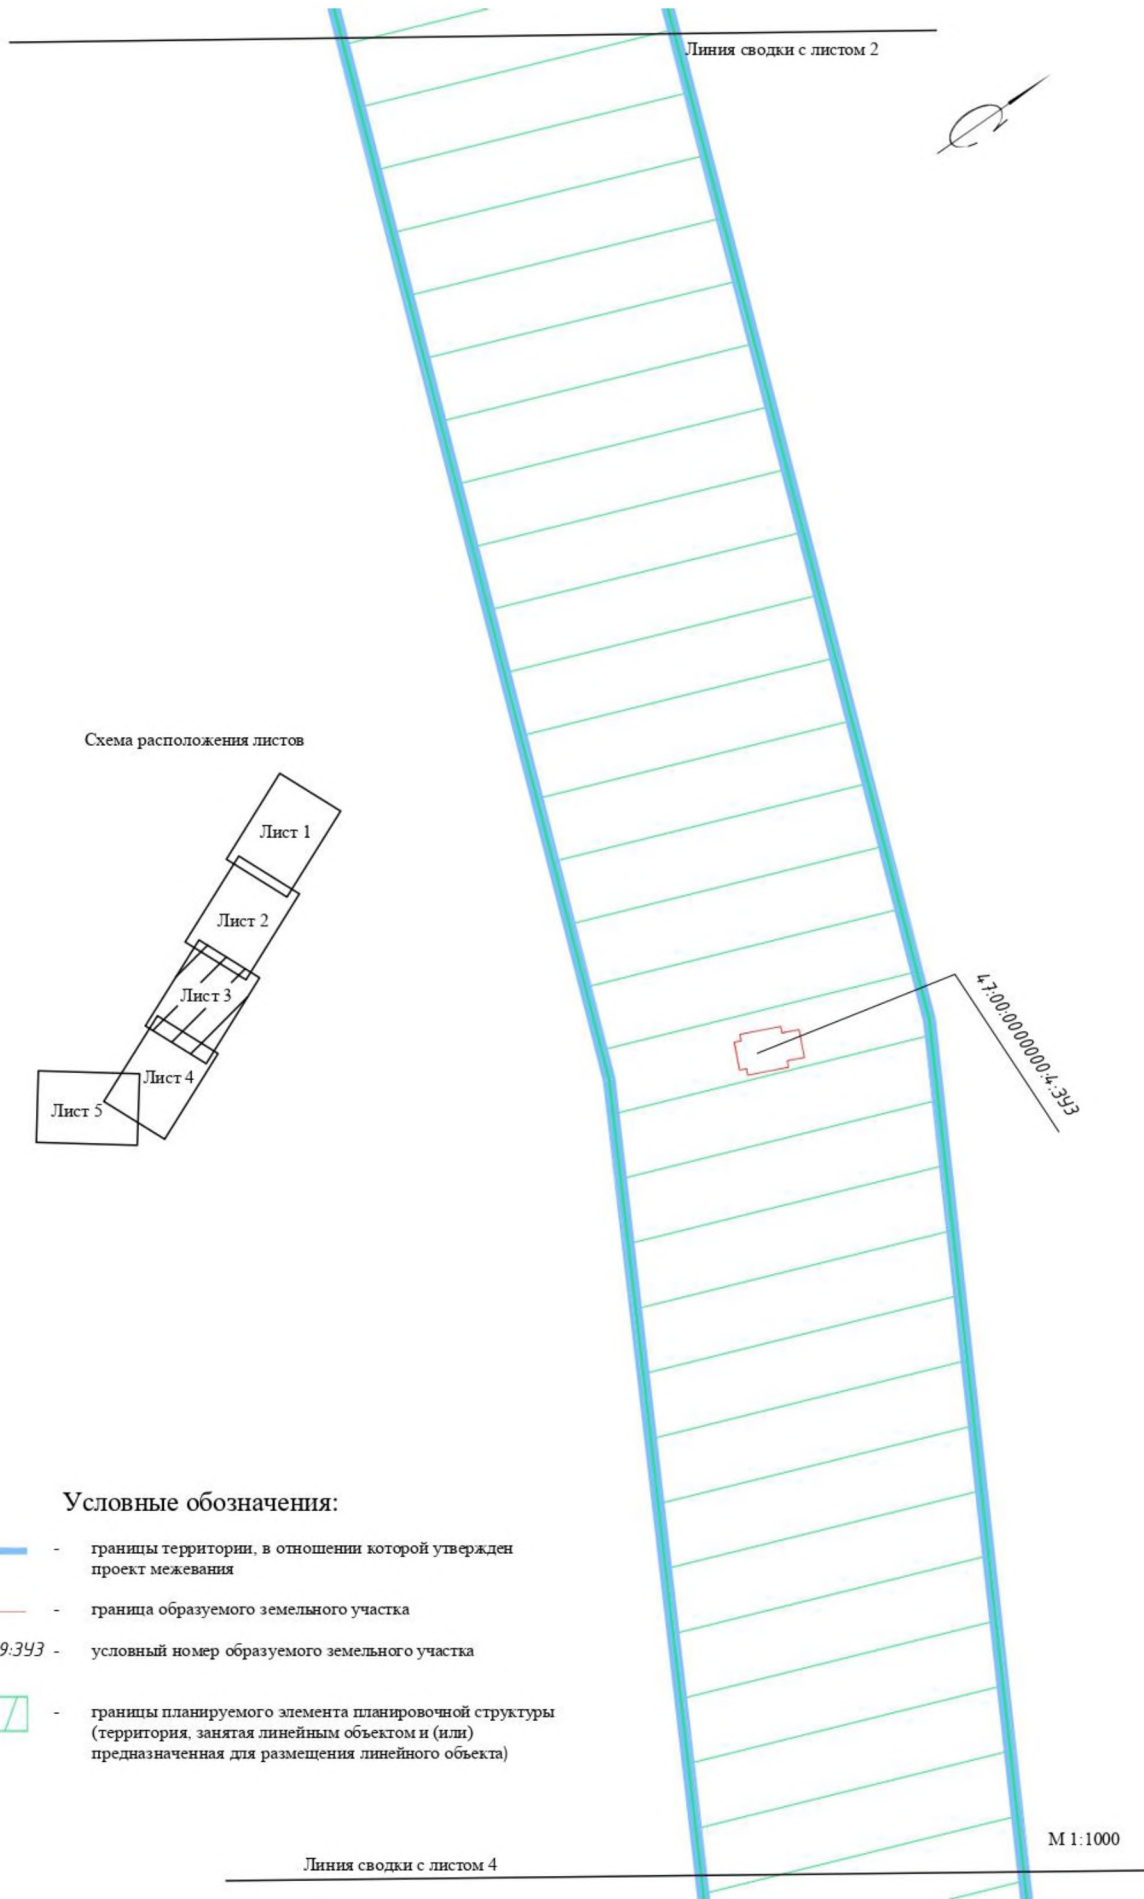 Линия сводки с листом 2
Схема расположения листов
Лист 1
Лист 2
Лист 3
Лист 4
Лист 5
47:00:0000000:4:ЗУ3
Условные обозначения:
- границы территории, в отношении которой утвержден
проект межевания
- граница образуемого земельного участка
9:ЗУ3 - условный номер образуемого земельного участка
- границы планируемого элемента планировочной структуры
(территория, занятая линейным объектом и (или)
предназначенная для размещения линейного объекта)
М 1:1000
Линия сводки с листом 4